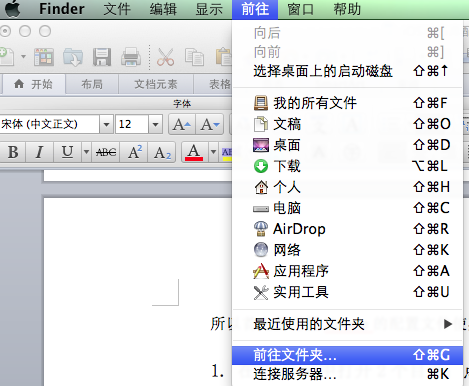 Finder 文件 编辑 显示 前往 窗口 帮助
向后 ⌘[
向前 ⌘]
选择桌面上的启动磁盘 ⇧⌘↑
开始 布局 文档元素 表格
字体
宋体 (中文正文) 12 A A
B I U ABC A2 A2 A
我的所有文件 ⇧⌘F
文稿 ⇧⌘O
桌面 ⇧⌘D
下载 ⌥⌘L
个人 ⇧⌘H
电脑 ⇧⌘C
AirDrop ⇧⌘R
网络 ⇧⌘K
应用程序 ⇧⌘A
实用工具 ⇧⌘U
最近使用的文件夹
所以
前往文件夹... ⇧⌘G
1.
连接服务器... ⌘K